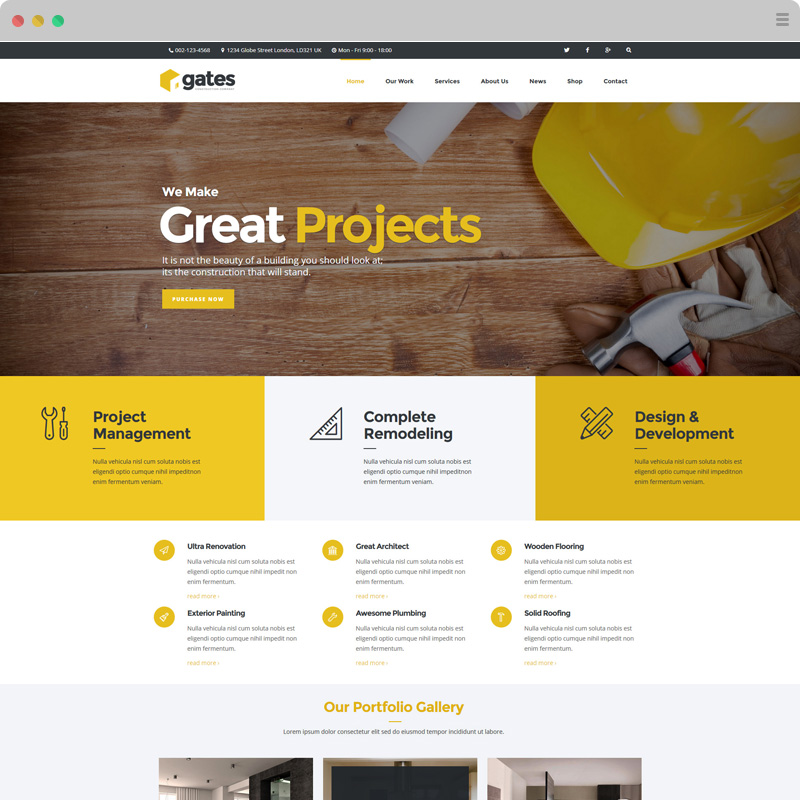 002-123-4568 1234 Globe Street London, LD321 UK Mon - Fri 9:00 - 18:00
gates
Home Our Work Services About Us News Shop Contact
We Make
Great Projects
It is not the beauty of a building you should look at;
its the construction that will stand.
PURCHASE NOW
Project
Management
Nulla vehicula nisl cum soluta nobis est
eligendi optio cumque nihil impeditnon
enim fermentum veniam.
Complete
Remodeling
Nulla vehicula nisl cum soluta nobis est
eligendi optio cumque nihil impeditnon
enim fermentum veniam.
Design &
Development
Nulla vehicula nisl cum soluta nobis est
eligendi optio cumque nihil impeditnon
enim fermentum veniam.
Ultra Renovation
Nulla vehicula nisl cum soluta nobis est
eligendi optio cumque nihil impedit non
enim fermentum.
read more ›
Great Architect
Nulla vehicula nisl cum soluta nobis est
eligendi optio cumque nihil impedit non
enim fermentum.
read more ›
Wooden Flooring
Nulla vehicula nisl cum soluta nobis est
eligendi optio cumque nihil impedit non
enim fermentum.
read more ›
Exterior Painting
Nulla vehicula nisl cum soluta nobis est
eligendi optio cumque nihil impedit non
enim fermentum.
read more ›
Awesome Plumbing
Nulla vehicula nisl cum soluta nobis est
eligendi optio cumque nihil impedit non
enim fermentum.
read more ›
Solid Roofing
Nulla vehicula nisl cum soluta nobis est
eligendi optio cumque nihil impedit non
enim fermentum.
read more ›
Our Portfolio Gallery
Lorem ipsum dolor consectetur elit sed do eiusmod tempor incididunt ut labore.